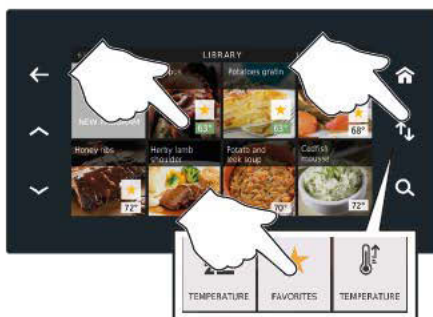 LIBRARY
Potatoes gratin
63°
63°
68°
Honey ribs
Herby lamb
shoulder
Potato and
leek soup
Codfish
mousse
72°
70°
72°
TEMPERATURE
FAVORITES
TEMPERATURE